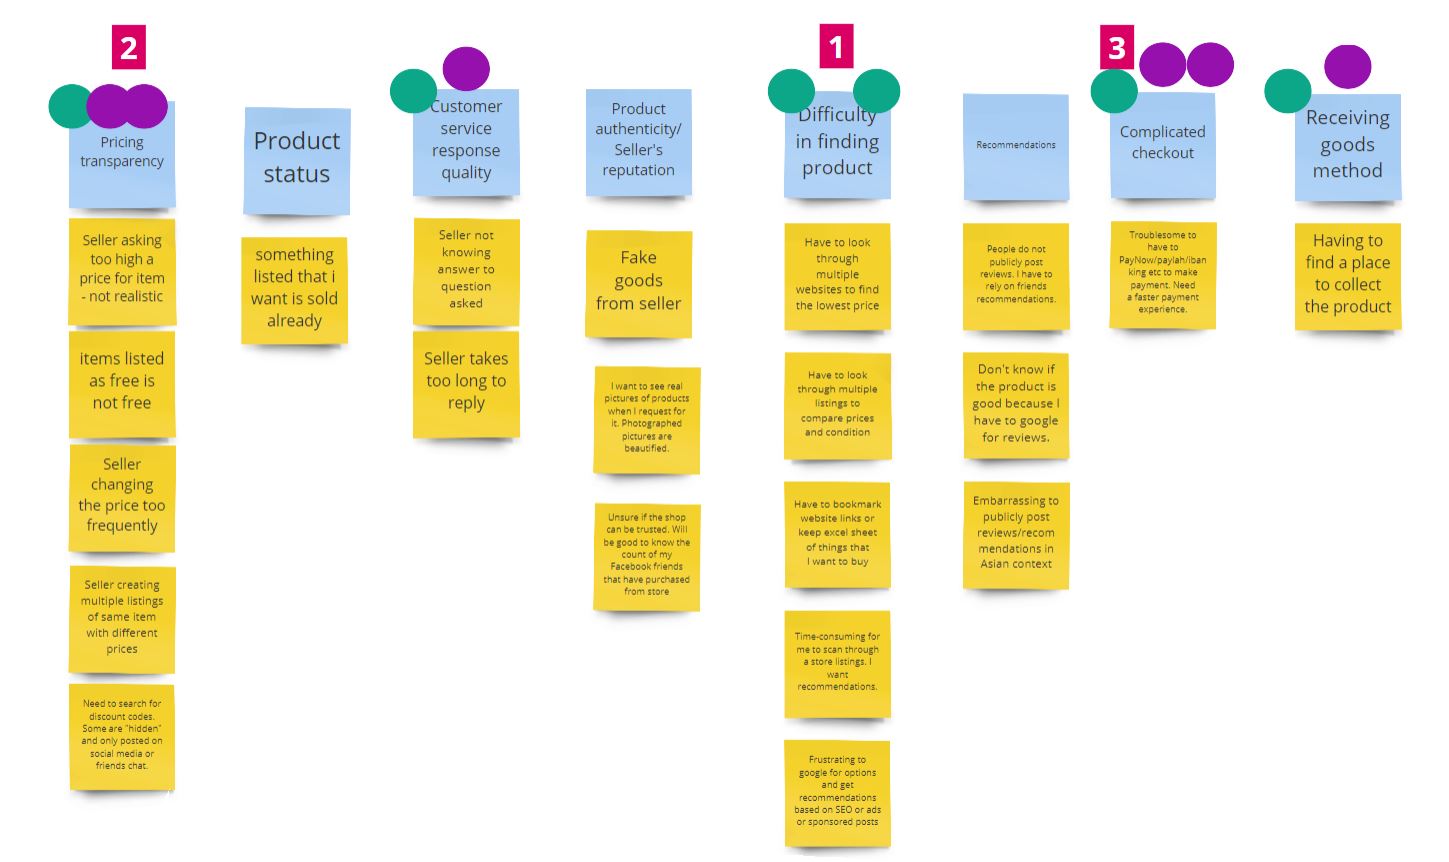 2
Pricing
transparency
Seller asking
too high a
price for item
- not realistic
items listed
as free is
not free
Seller
changing
the price too
frequently
Seller creating
multiple listings
of same item
with different
prices
Need to search for
discount codes.
Some are "hidden"
and only posted on
social media or
friends chat.
Product
status
something
listed that i
want is sold
already
Customer
service
response
quality
Seller not
knowing
answer to
question
asked
Seller takes
too long to
reply
Product
authenticity/
Seller's
reputation
Fake
goods
from seller
I want to see real
pictures of products
when I request for
it. Photographed
pictures are
beautified.
Unsure if the shop
can be trusted. Will
be good to know the
count of my
Facebook friends
that have purchased
from store
1
Difficulty
in finding
product
Have to look
through
multiple
websites to find
the lowest price
Have to look
through multiple
listings to
compare prices
and condition
Have to bookmark
website links or
keep excel sheet
of things that
I want to buy
Time-consuming for
me to scan through
a store listings. I
want
recommendations.
Frustrating to
google for options
and get
recommendations
based on SEO or ads
or sponsored posts
Recommendations
People do not
publicly post
reviews. I have to
rely on friends
recommendations.
Don't know if
the product is
good because I
have to google
for reviews.
Embarrassing to
publicly post
reviews/recom
mendations in
Asian context
3
Complicated
checkout
Troublesome to
have to
PayNow/paylah/iban
king etc to make
payment. Need
a faster payment
experience.
Receiving
goods
method
Having to
find a place
to collect
the product